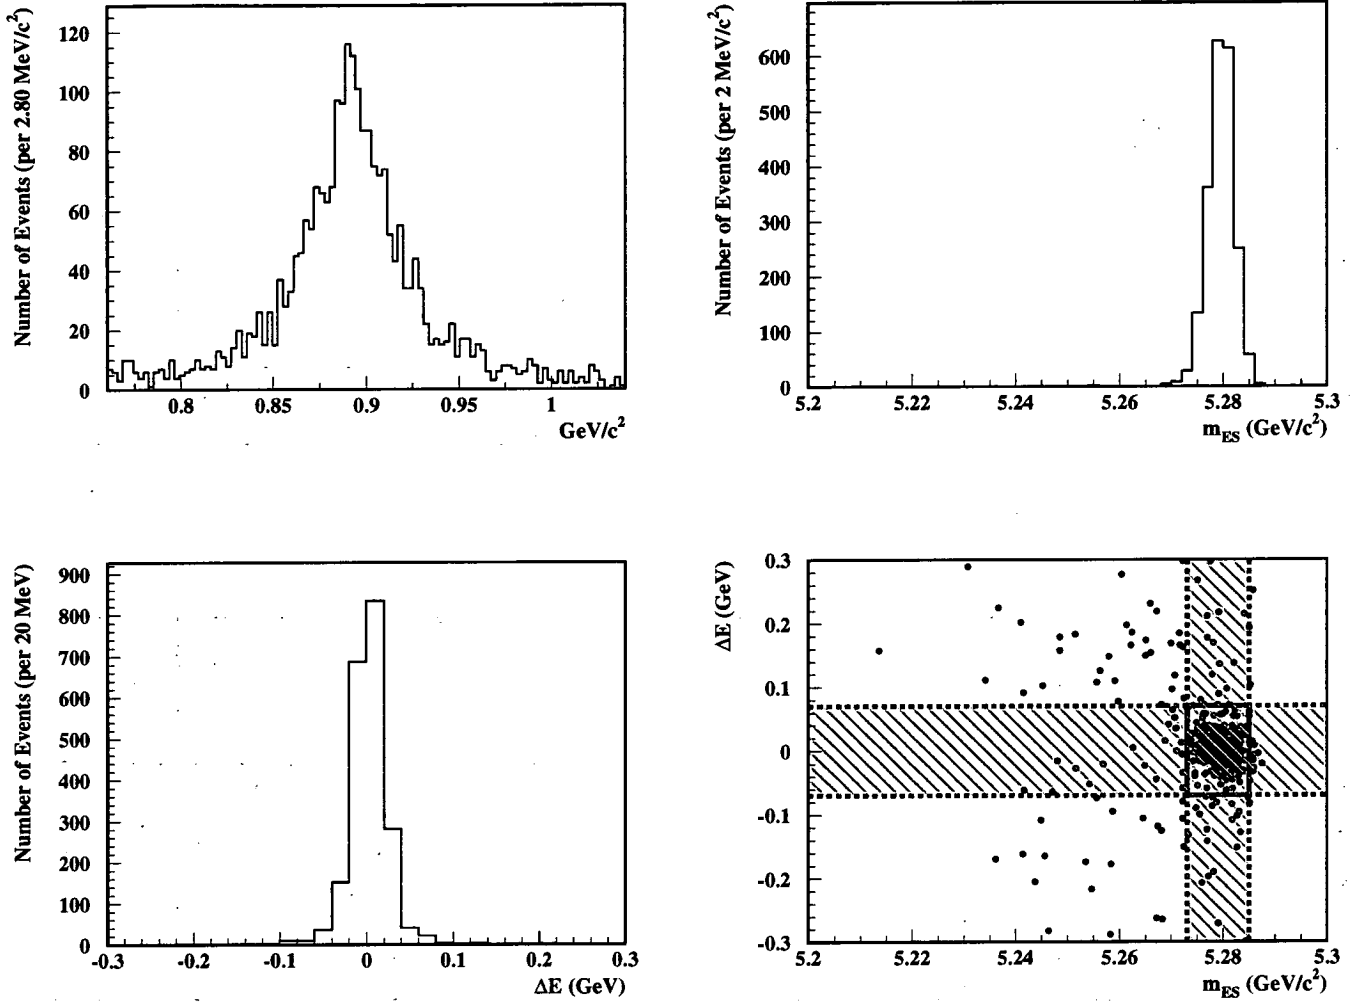 Number of Events (per 2.80 MeV/c²)
120
100
80
60
40
20
0
0.8 0.85 0.9 0.95 1
GeV/c²
Number of Events (per 2 MeV/c²)
600
500
400
300
200
100
0
5.2 5.22 5.24 5.26 5.28 5.3
m_ES (GeV/c²)
Number of Events (per 20 MeV)
900
800
700
600
500
400
300
200
100
0
-0.3 -0.2 -0.1 0 0.1 0.2 0.3
ΔE (GeV)
ΔE (GeV)
0.3
0.2
0.1
0
-0.1
-0.2
-0.3
5.2 5.22 5.24 5.26 5.28 5.3
m_ES (GeV/c²)